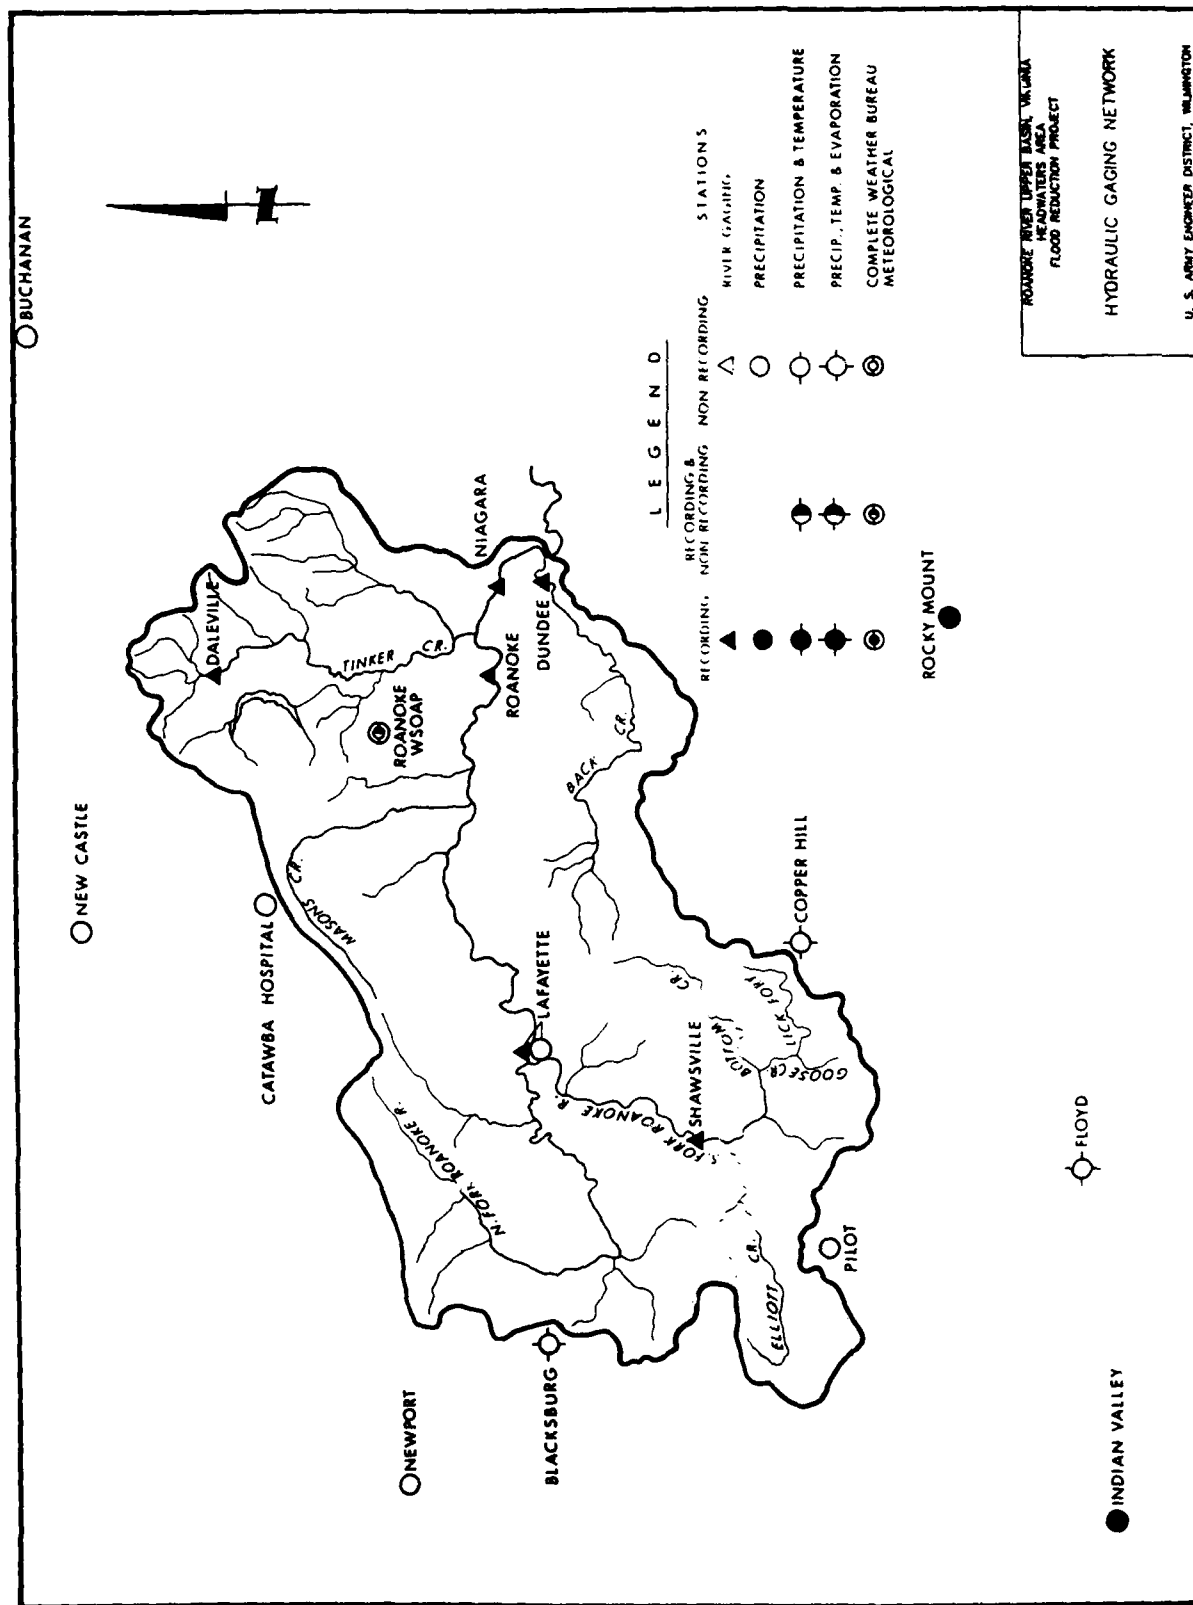 BUCHANAN
NEW CASTLE
CATAWBA HOSPITAL
NEWPORT
BLACKSBURG
DALEVILLE
TINKER CR.
ROANOKE
WSOAP
NIAGARA
ROANOKE
DUNDEE
MASONS CR.
LAFAYETTE
N. FORK ROANOKE R.
S. FORK ROANOKE R.
SHAWSVILLE
BACK CR.
BOTTOM CR.
LICK FORK
GOOSE CR.
ELLIOTT CR.
COPPER HILL
PILOT
FLOYD
INDIAN VALLEY
ROCKY MOUNT
LEGEND
RECORDING
RECORDING &
NON RECORDING
NON RECORDING
STATIONS
RIVER GAGING
PRECIPITATION
PRECIPITATION & TEMPERATURE
PRECIP., TEMP. & EVAPORATION
COMPLETE WEATHER BUREAU
METEOROLOGICAL
N
ROANOKE RIVER UPPER BASIN, VIRGINIA
HEADWATERS AREA
FLOOD REDUCTION PROJECT
HYDRAULIC GAGING NETWORK
U. S. ARMY ENGINEER DISTRICT, WILMINGTON